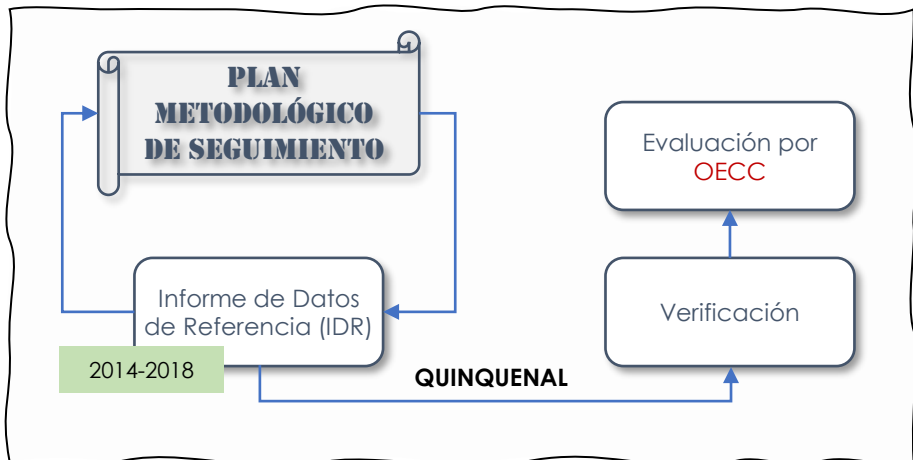 PLAN
METODOLÓGICO
DE SEGUIMIENTO
Informe de Datos
de Referencia (IDR)
2014-2018
QUINQUENAL
Evaluación por
OECC
Verificación